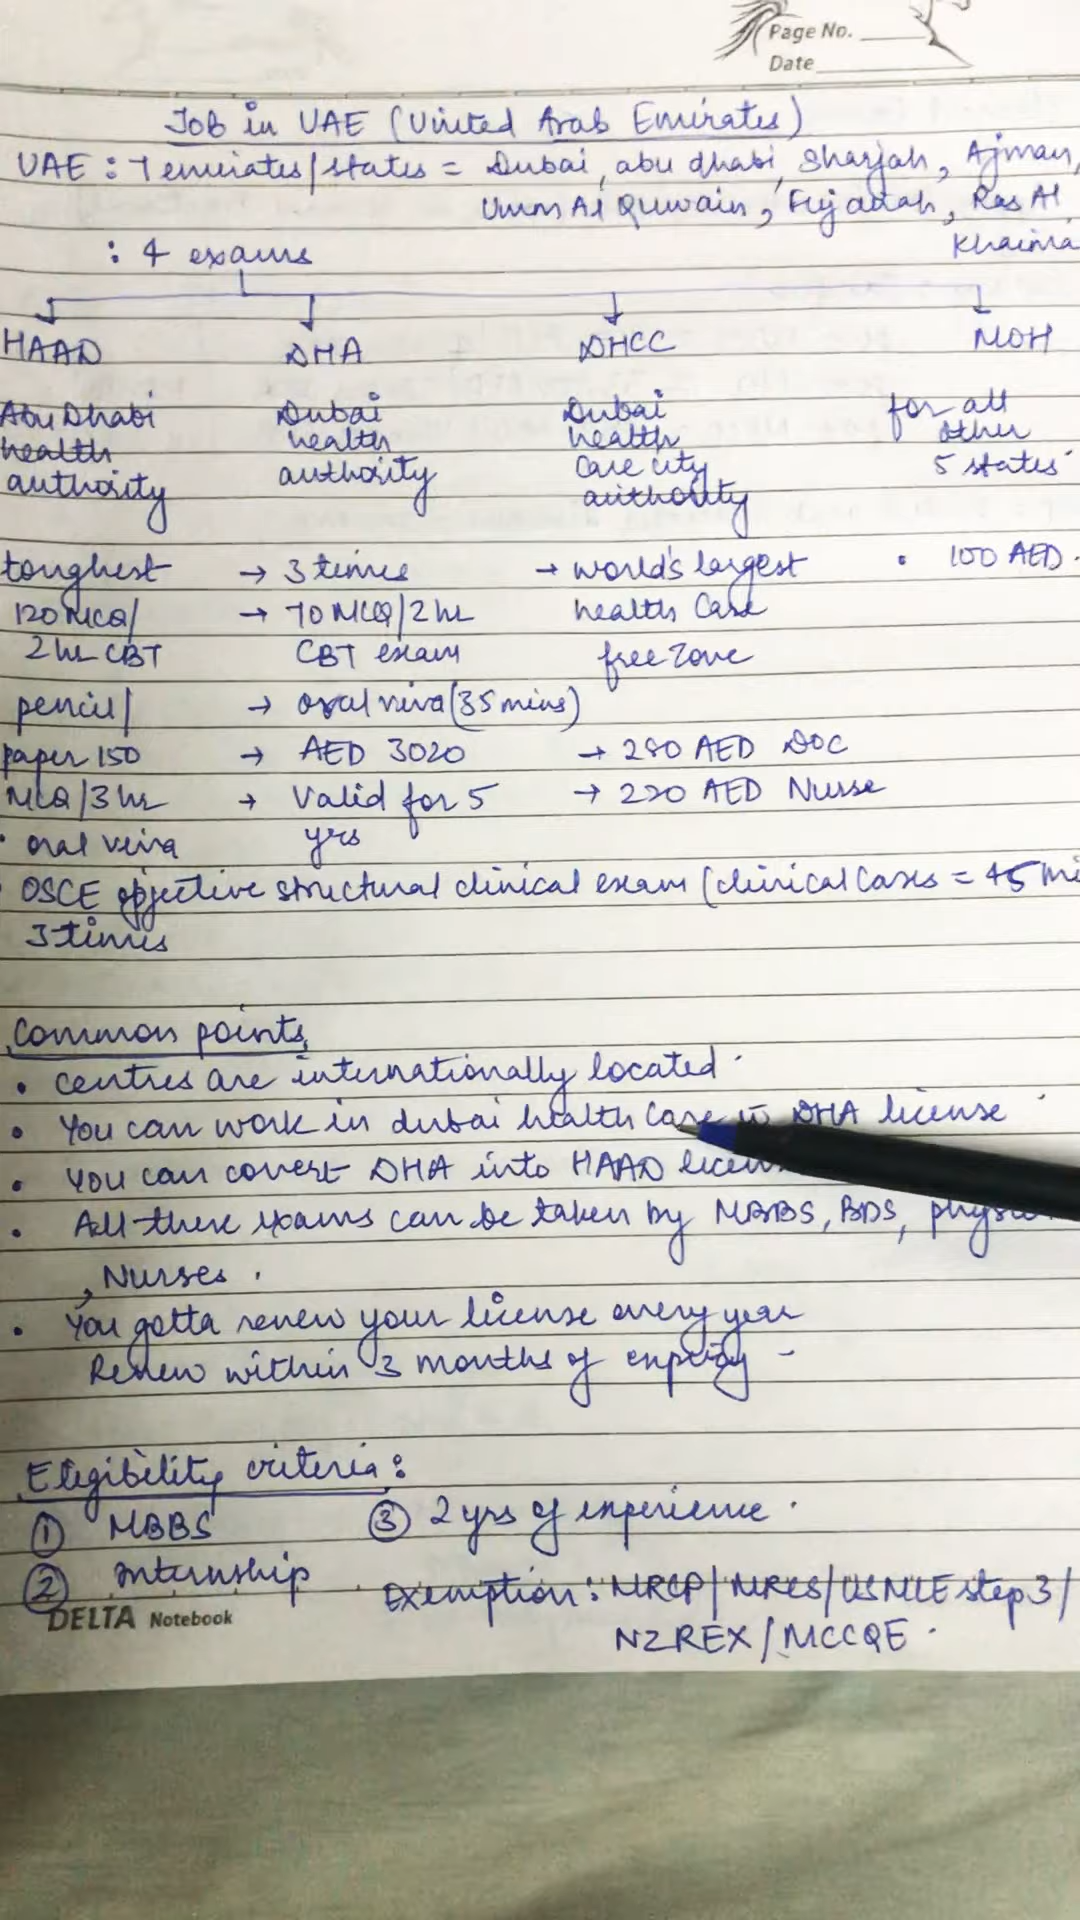 Page No.
Date
Job in UAE (United Arab Emirates)
UAE : 7 emirates/states = Dubai, abu dhabi, Sharjah, Ajman,
Umm Al Quwain, Fujairah, Ras Al
Khaima
: 4 exams
HAAD DHA DHCC MOH
Abu Dhabi Dubai Dubai for all
health health health other
authority authority care city 5 states
authority
toughest → 3 times → world's largest • 100 AED.
120 MCQ/ → 70 MCQ/2 hr health Care
2 hr CBT CBT exam free zone
pencil/ → oral viva (35 mins)
paper 150 → AED 3020 → 280 AED DOC
MCQ/3 hr → Valid for 5 → 220 AED Nurse
• oral viva yrs
• OSCE objective structural clinical exam (clinical cases = 45 mi
3 times
Common points
• centres are internationally located.
• You can work in dubai health care DHA license
• You can covert DHA into HAAD
• All these exams can be taken by MBBS, BDS,
, Nurses.
• You gotta renew your license every year
Renew within 3 months of expiry -
Eligibility criteria :
① MBBS ③ 2 yrs of experience.
② Internship
Exemption : MRCP/MRCS/USMLE step 3/
NZREX/MCCQE.
DELTA Notebook